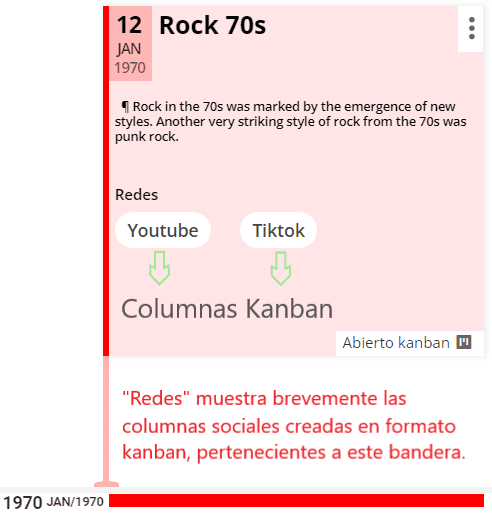 12
JAN
1970
Rock 70s
¶ Rock in the 70s was marked by the emergence of new
styles. Another very striking style of rock from the 70s was
punk rock.
Redes
Youtube Tiktok
Columnas Kanban
Abierto kanban
"Redes" muestra brevemente las
columnas sociales creadas en formato
kanban, pertenecientes a este bandera.
1970 JAN/1970